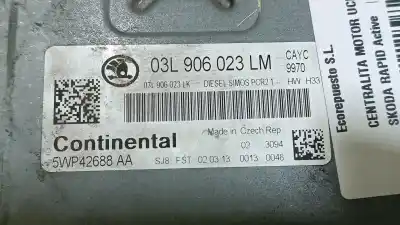 03L 906 023 LM
CAYC
9970
03L 906 023 LK DIESEL SIMOS PCR2.1 HW H33
Made in Czech Rep
Continental
02 3094
5WP42688 AA
SJ8 FST 02.03.13 0013 0046
Ecorepuesto S.L.
CENTRALITA MOTOR UC
SKODA RAPID Active